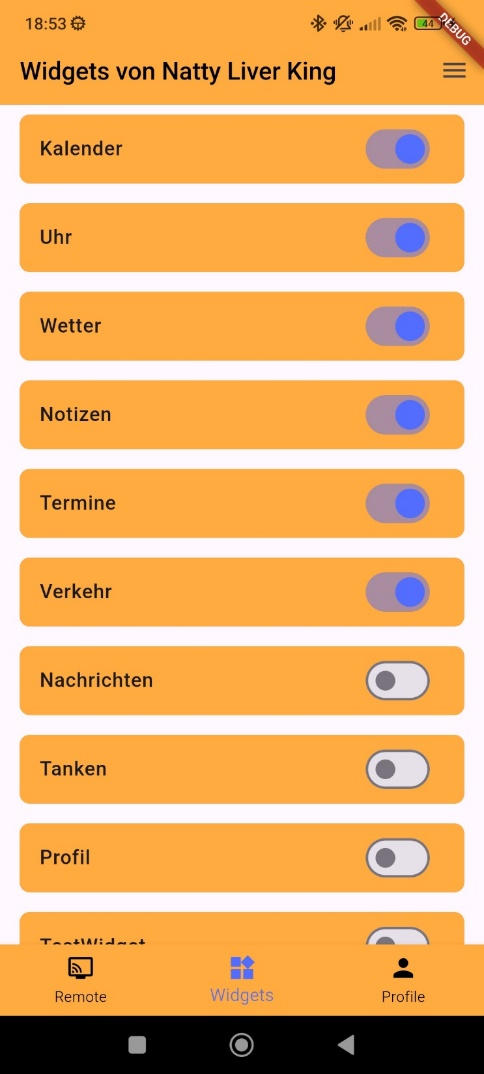 18:53
44
DEBUG
Widgets von Natty Liver King
Kalender
Uhr
Wetter
Notizen
Termine
Verkehr
Nachrichten
Tanken
Profil
TestWidget
Remote
Widgets
Profile